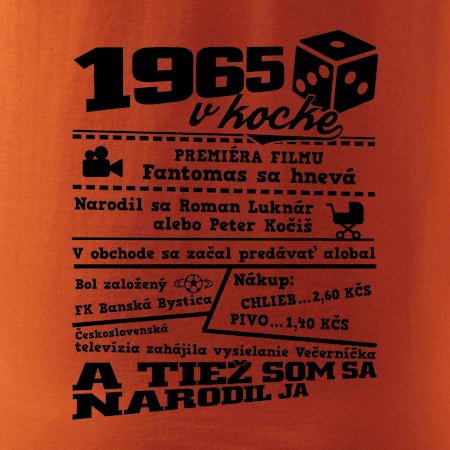 1965
v kocke
PREMIÉRA FILMU
Fantomas sa hnevá
Narodil sa Roman Luknár
alebo Peter Kočiš
V obchode sa začal predávať alobal
Bol založený
FK Banská Bystica
Nákup:
CHLIEB...2,60 KČS
PIVO...1,40 KČS
Československá
televízia zahájila vysielanie Večerníčka
A TIEŽ SOM SA
NARODIL JA